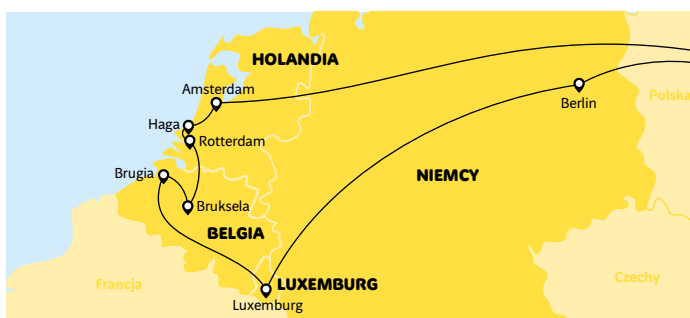 HOLANDIA
Amsterdam
Berlin
Polska
Haga
Rotterdam
Brugia
NIEMCY
Bruksela
BELGIA
Czechy
Francja
LUXEMBURG
Luxemburg